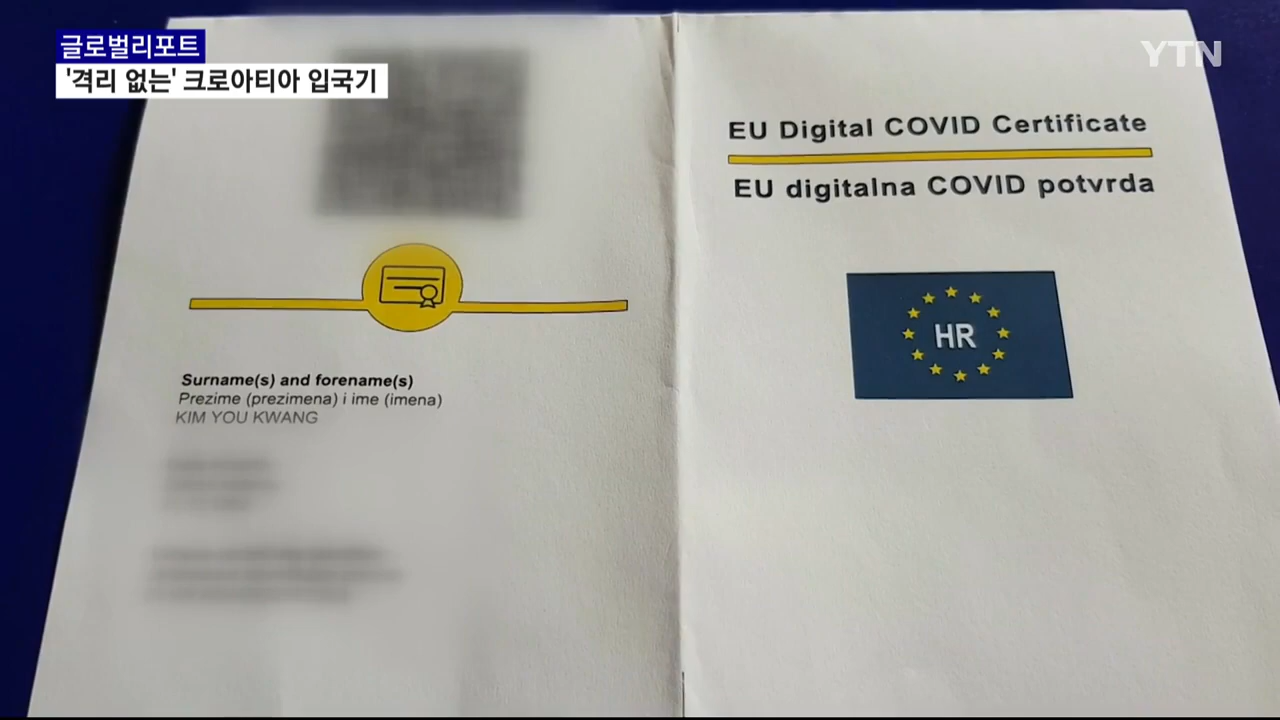 글로벌리포트
'격리 없는' 크로아티아 입국기
YTN
EU Digital COVID Certificate
EU digitalna COVID potvrda
HR
Surname(s) and forename(s)
Prezime (prezimena) i ime (imena)
KIM YOU KWANG